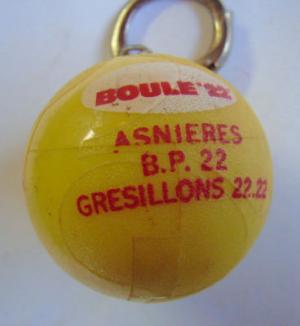 BOULE'22
ASNIERES
B.P. 22
GRESILLONS 22.22